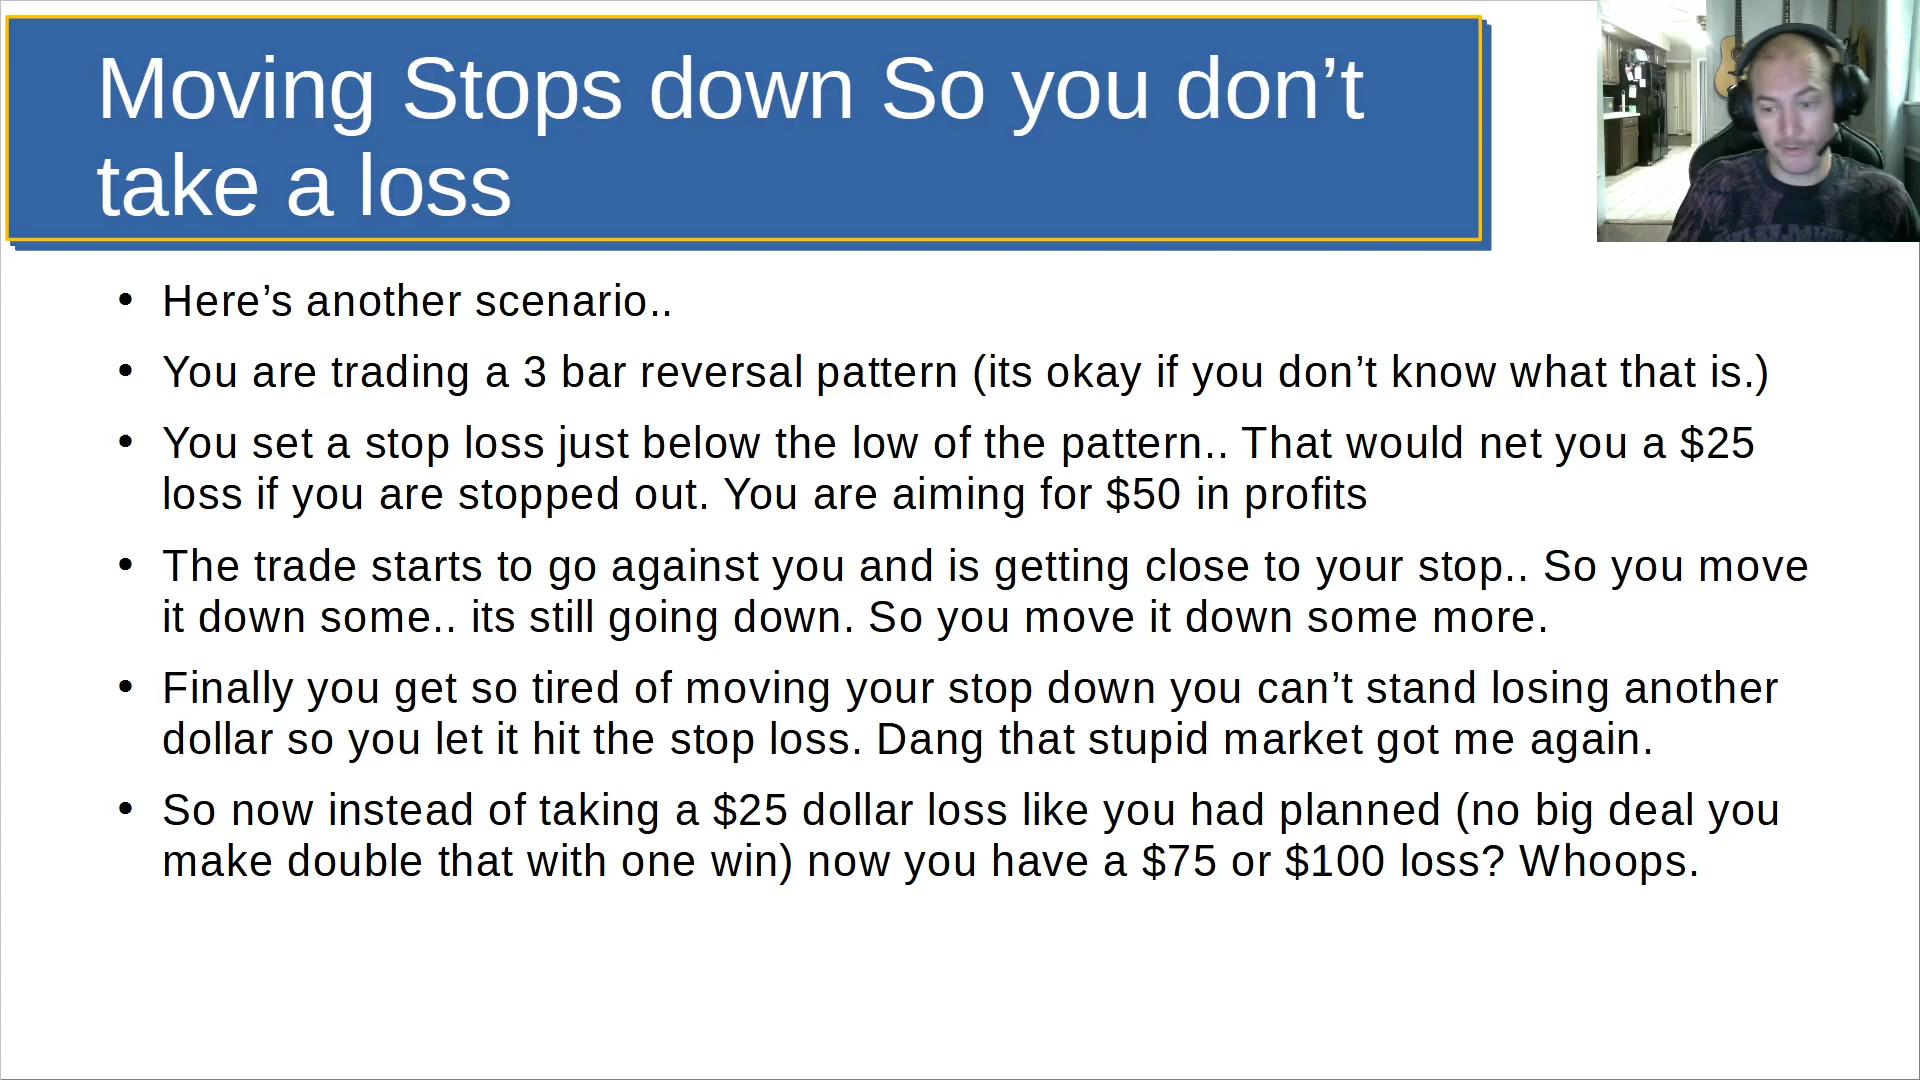 Moving Stops down So you don’t
take a loss
• Here’s another scenario..
• You are trading a 3 bar reversal pattern (its okay if you don’t know what that is.)
• You set a stop loss just below the low of the pattern.. That would net you a $25
loss if you are stopped out. You are aiming for $50 in profits
• The trade starts to go against you and is getting close to your stop.. So you move
it down some.. its still going down. So you move it down some more.
• Finally you get so tired of moving your stop down you can’t stand losing another
dollar so you let it hit the stop loss. Dang that stupid market got me again.
• So now instead of taking a $25 dollar loss like you had planned (no big deal you
make double that with one win) now you have a $75 or $100 loss? Whoops.